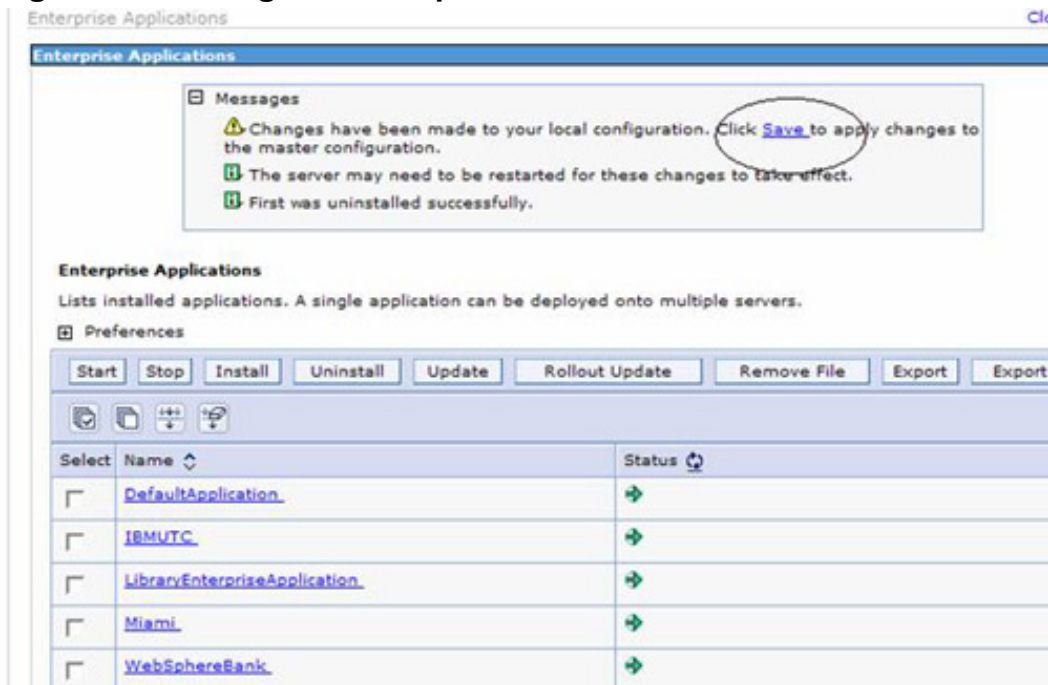 Enterprise Applications
Enterprise Applications
Messages
Changes have been made to your local configuration. Click Save to apply changes to
the master configuration.
The server may need to be restarted for these changes to take effect.
First was uninstalled successfully.
Enterprise Applications
Lists installed applications. A single application can be deployed onto multiple servers.
Preferences
Start Stop Install Uninstall Update Rollout Update Remove File Export Export
Select Name Status
DefaultApplication
IBMUTC
LibraryEnterpriseApplication
Miami
WebSphereBank